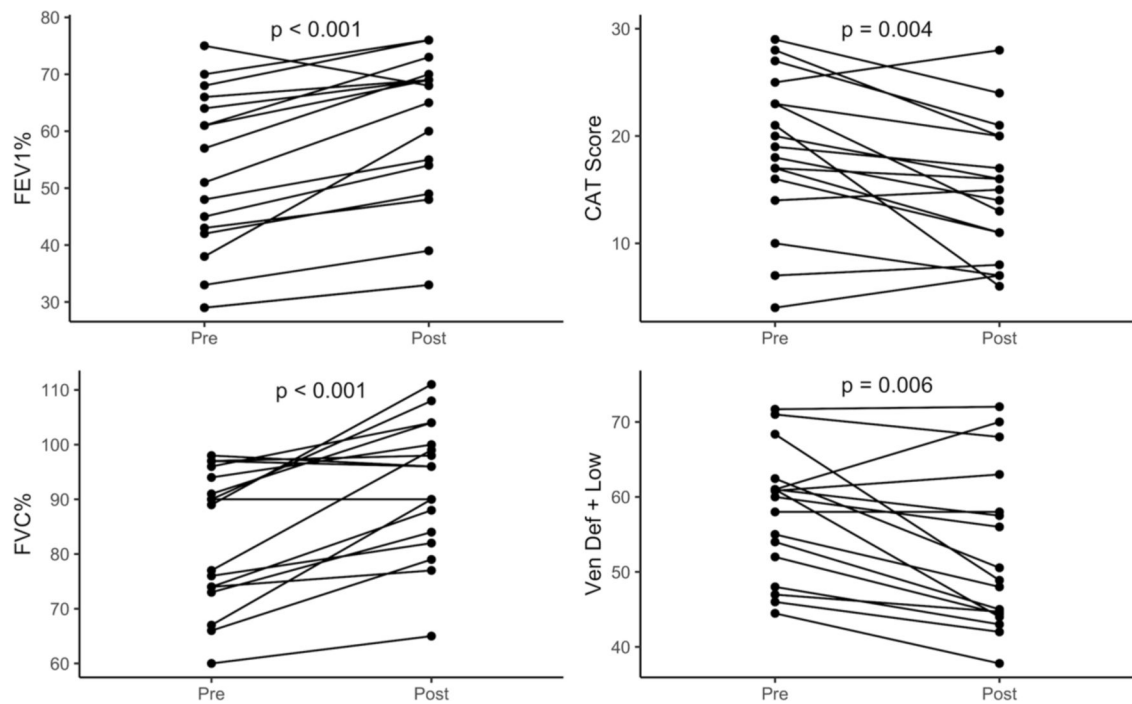 p < 0.001
FEV1%
80
70
60
50
40
30
Pre
Post
p = 0.004
CAT Score
30
20
10
Pre
Post
p < 0.001
FVC%
110
100
90
80
70
60
Pre
Post
p = 0.006
Ven Def + Low
70
60
50
40
Pre
Post